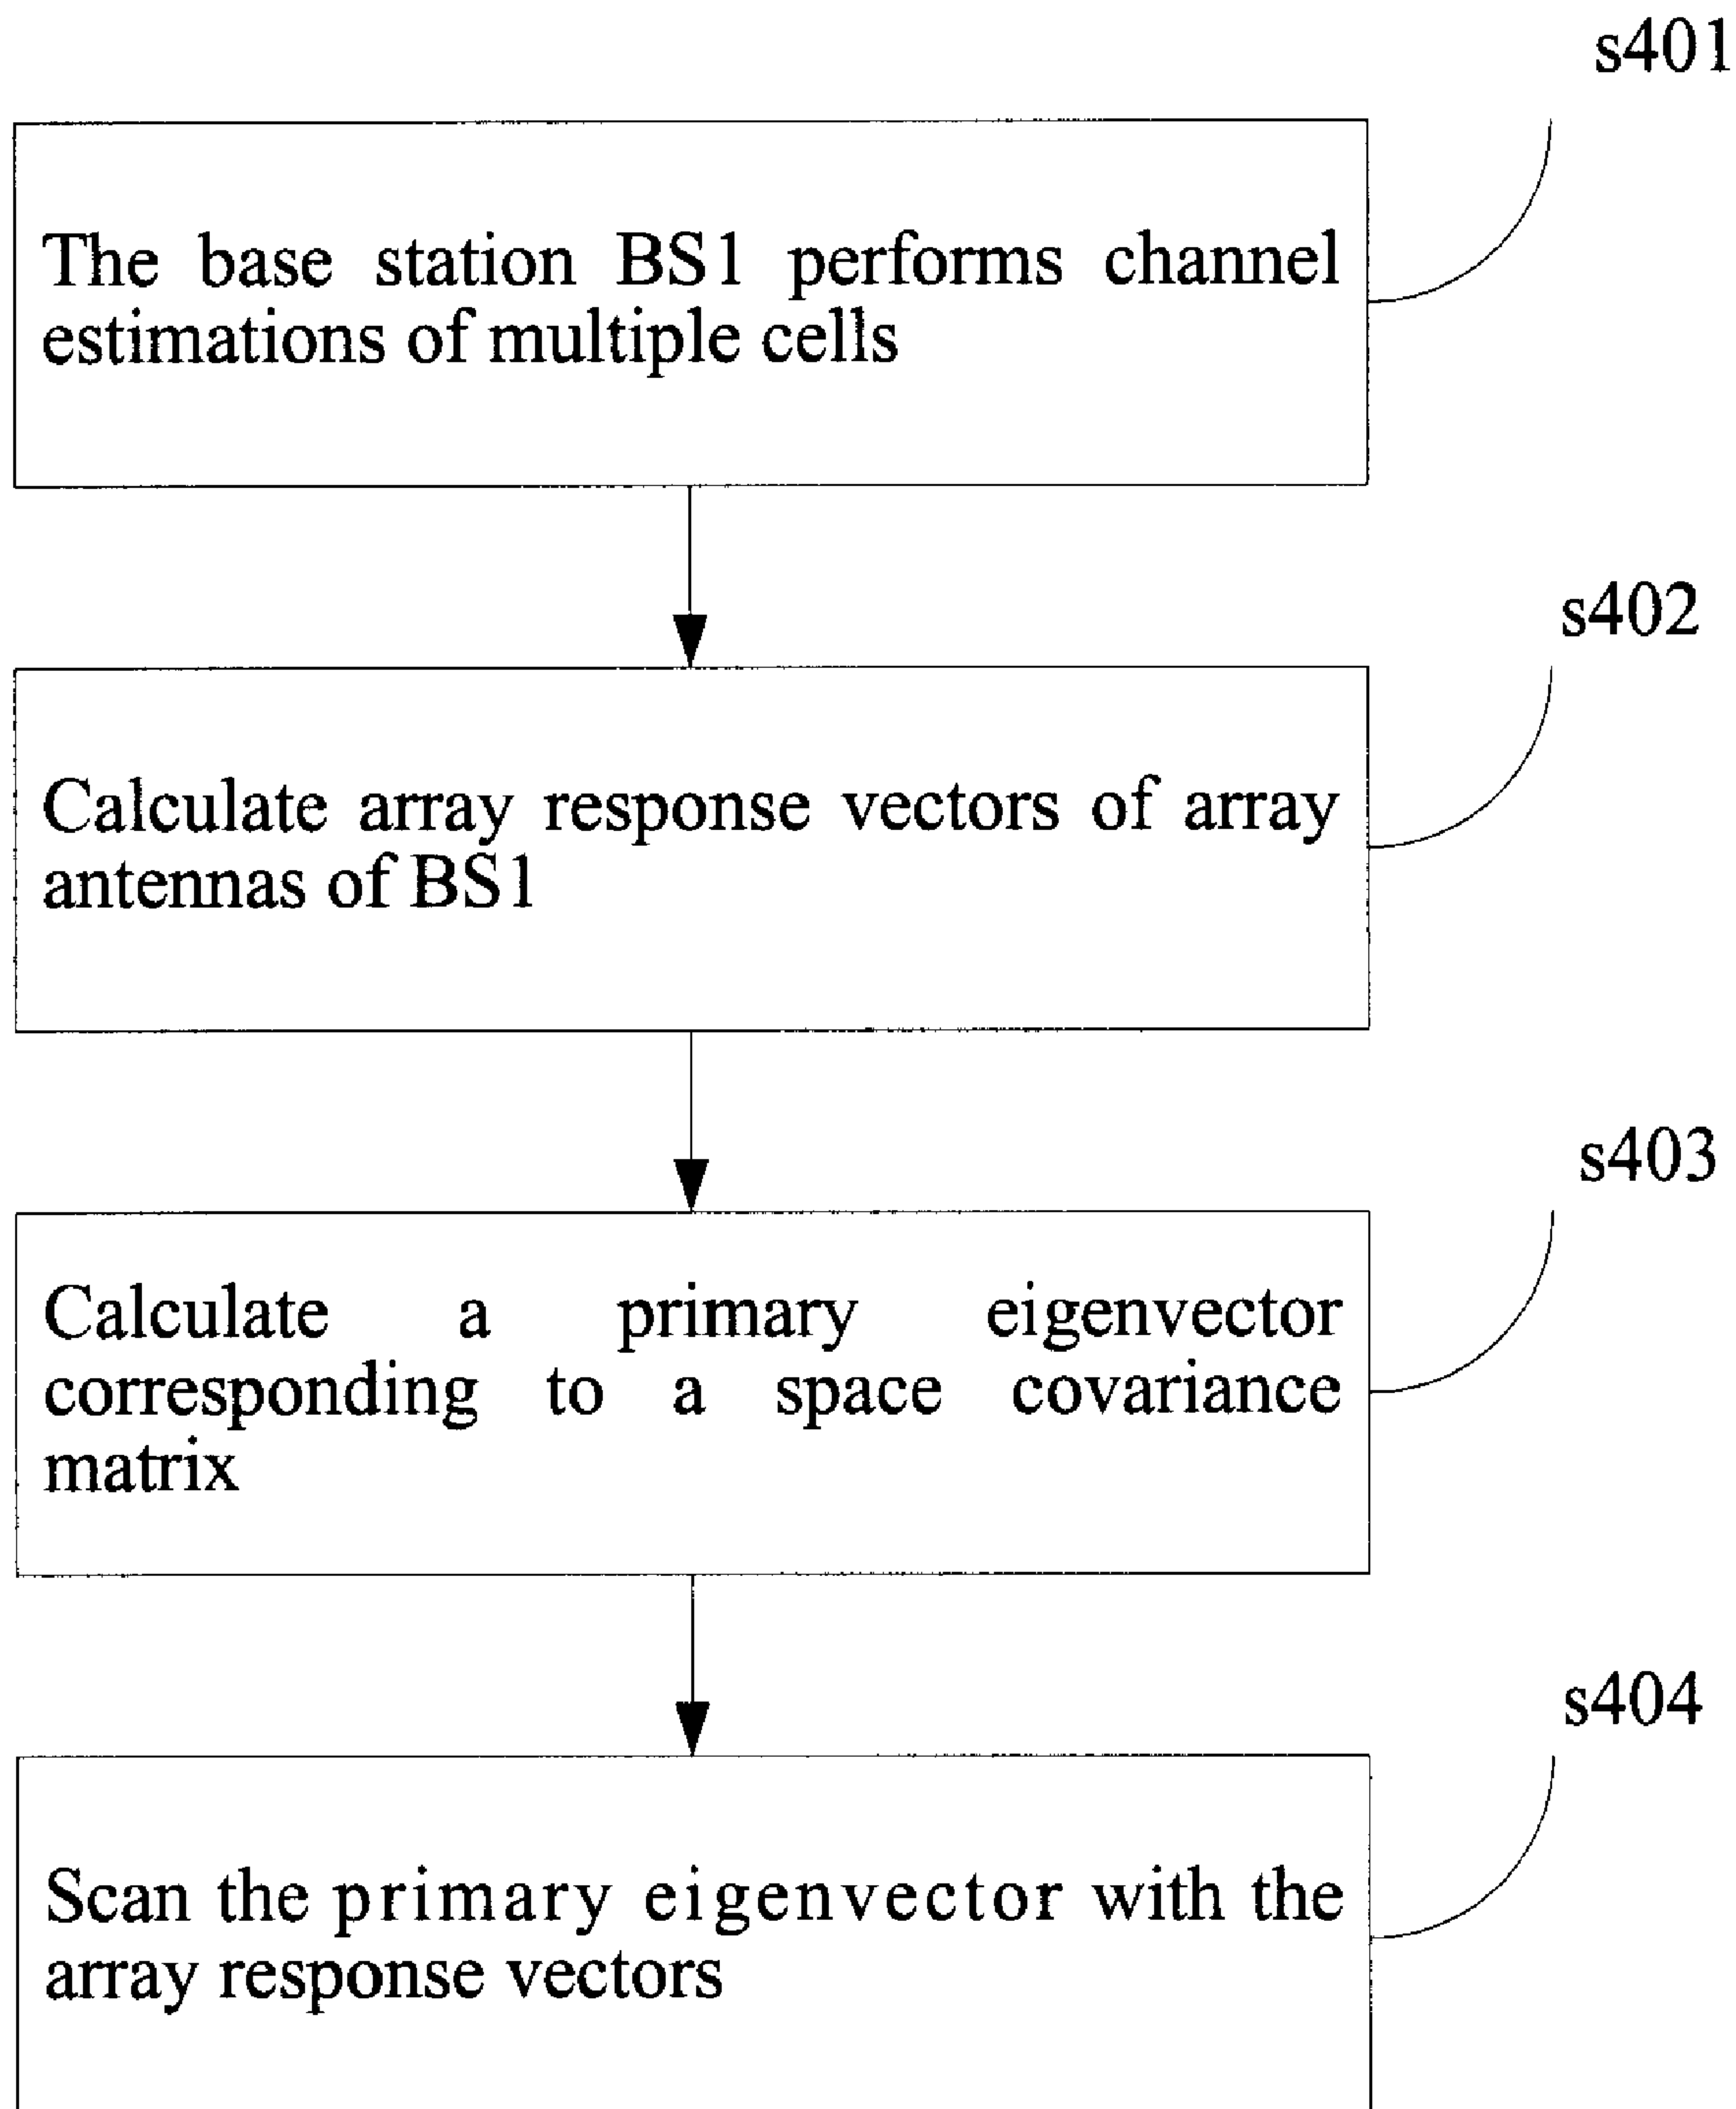 s401
The base station BS1 performs channel
estimations of multiple cells
s402
Calculate array response vectors of array
antennas of BS1
s403
Calculate a primary eigenvector
corresponding to a space covariance
matrix
s404
Scan the primary eigenvector with the
array response vectors